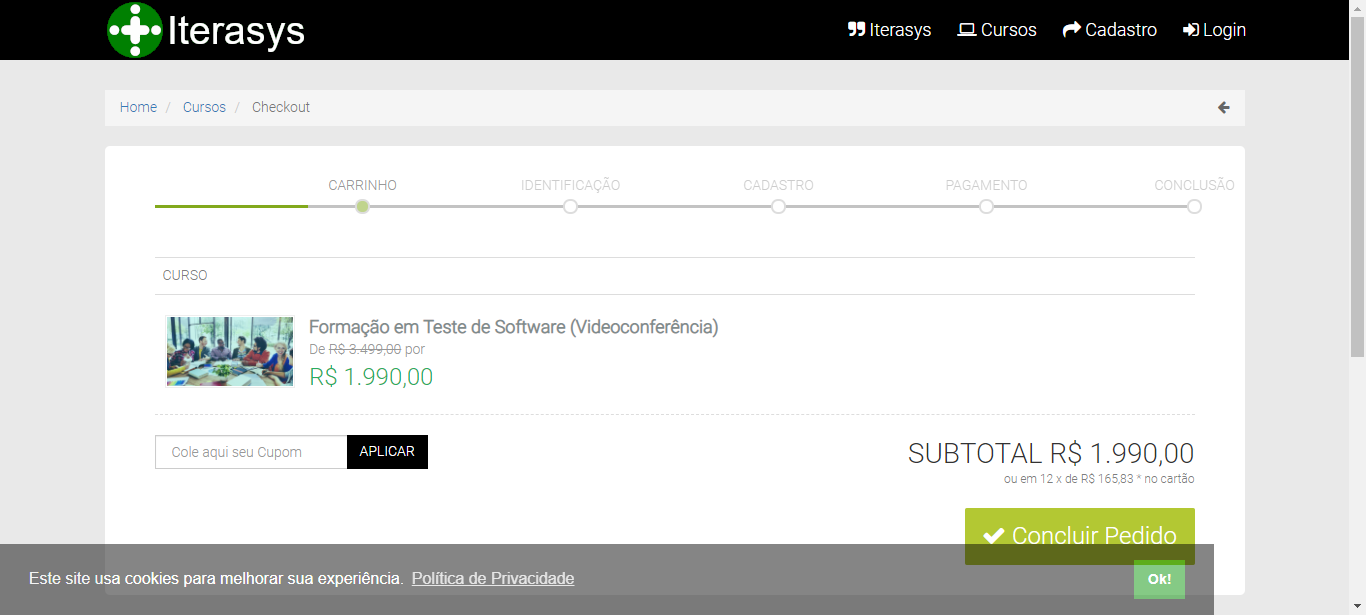 Iterasys
Iterasys Cursos Cadastro Login
Home / Cursos / Checkout
CARRINHO IDENTIFICAÇÃO CADASTRO PAGAMENTO CONCLUSÃO
CURSO
Formação em Teste de Software (Videoconferência)
De R$ 3.499,00 por
R$ 1.990,00
Cole aqui seu Cupom APLICAR
SUBTOTAL R$ 1.990,00
ou em 12 x de R$ 165,83 * no cartão
Concluir Pedido
Este site usa cookies para melhorar sua experiência. Política de Privacidade
Ok!